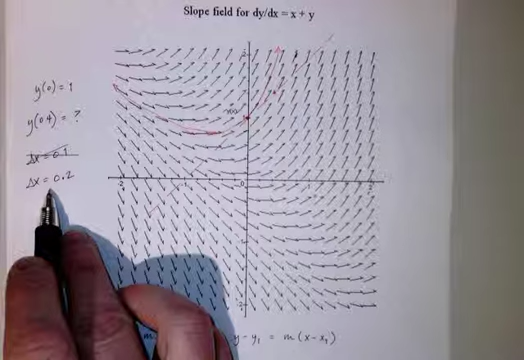 Slope field for dy/dx = x + y
y(0) = 1
y(0.4) = ?
Δx = 0.1
Δx = 0.2
y - y₁ = m(x - x₁)